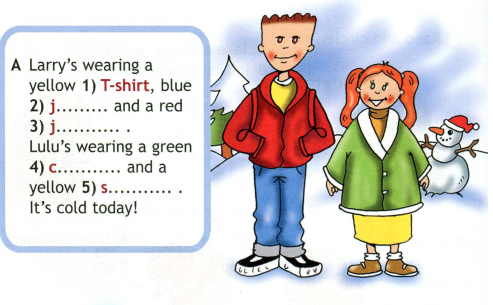 A Larry's wearing a
yellow 1) T-shirt, blue
2) j......... and a red
3) j........... .
Lulu's wearing a green
4) c........... and a
yellow 5) s........... .
It's cold today!